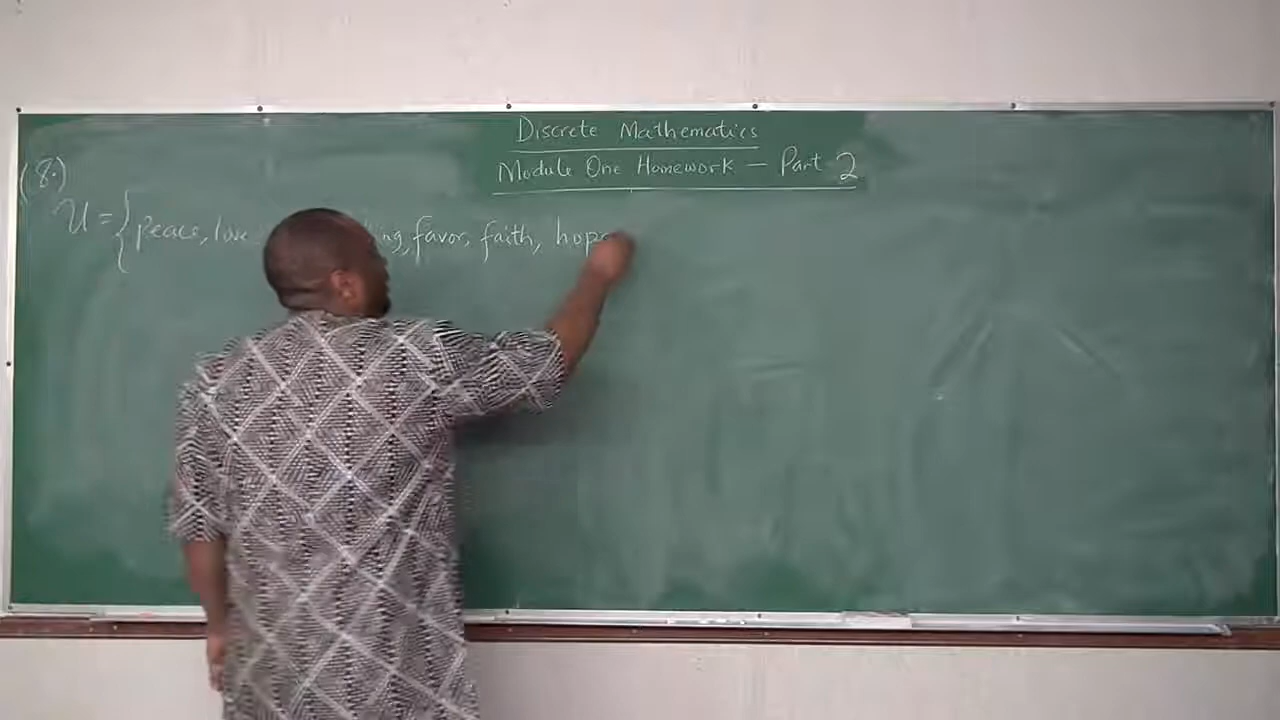 Discrete Mathematics
Module One Homework — Part 2
(8.)
U = { peace, love favor, faith, hope